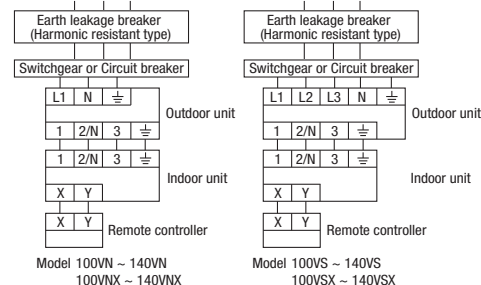 Earth leakage breaker
(Harmonic resistant type)
Switchgear or Circuit breaker
L1 N ⏚
Outdoor unit
1 2/N 3 ⏚
1 2/N 3 ⏚
Indoor unit
X Y
X Y
Remote controller
Model 100VN ~ 140VN
100VNX ~ 140VNX
Earth leakage breaker
(Harmonic resistant type)
Switchgear or Circuit breaker
L1 L2 L3 N ⏚
Outdoor unit
1 2/N 3 ⏚
1 2/N 3 ⏚
Indoor unit
X Y
X Y
Remote controller
Model 100VS ~ 140VS
100VSX ~ 140VSX